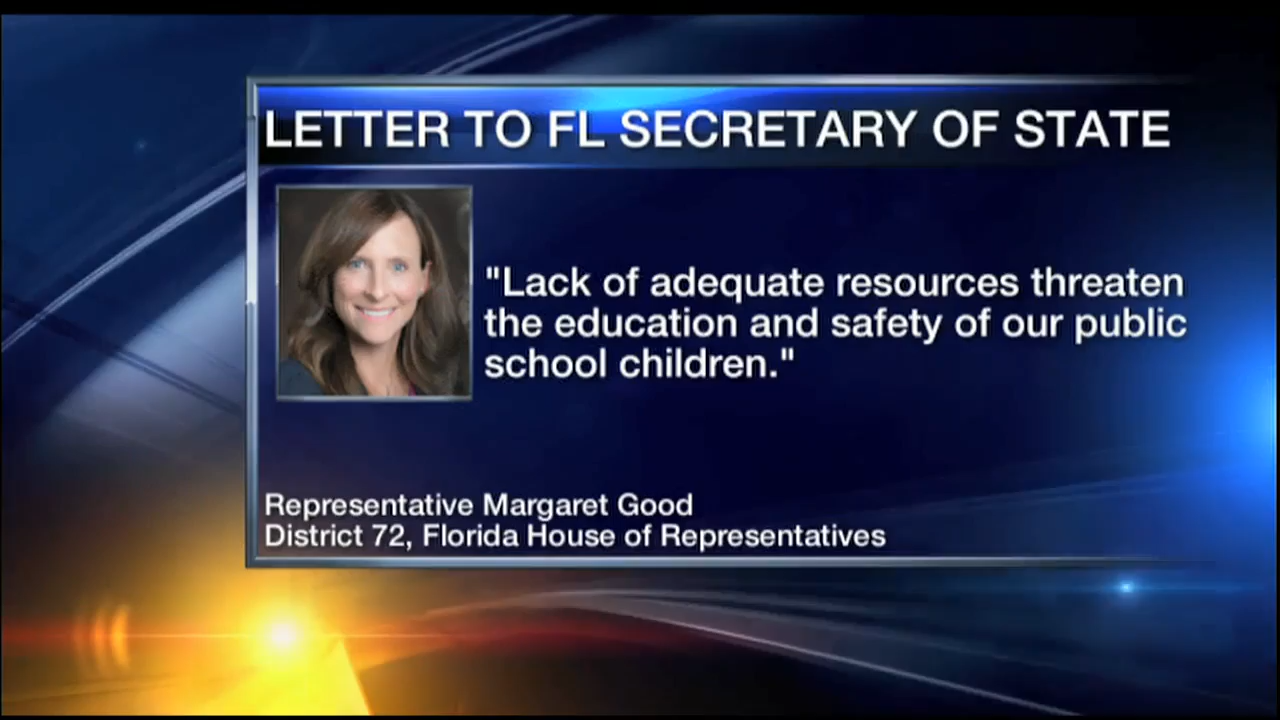 LETTER TO FL SECRETARY OF STATE
"Lack of adequate resources threaten
the education and safety of our public
school children."
Representative Margaret Good
District 72, Florida House of Representatives